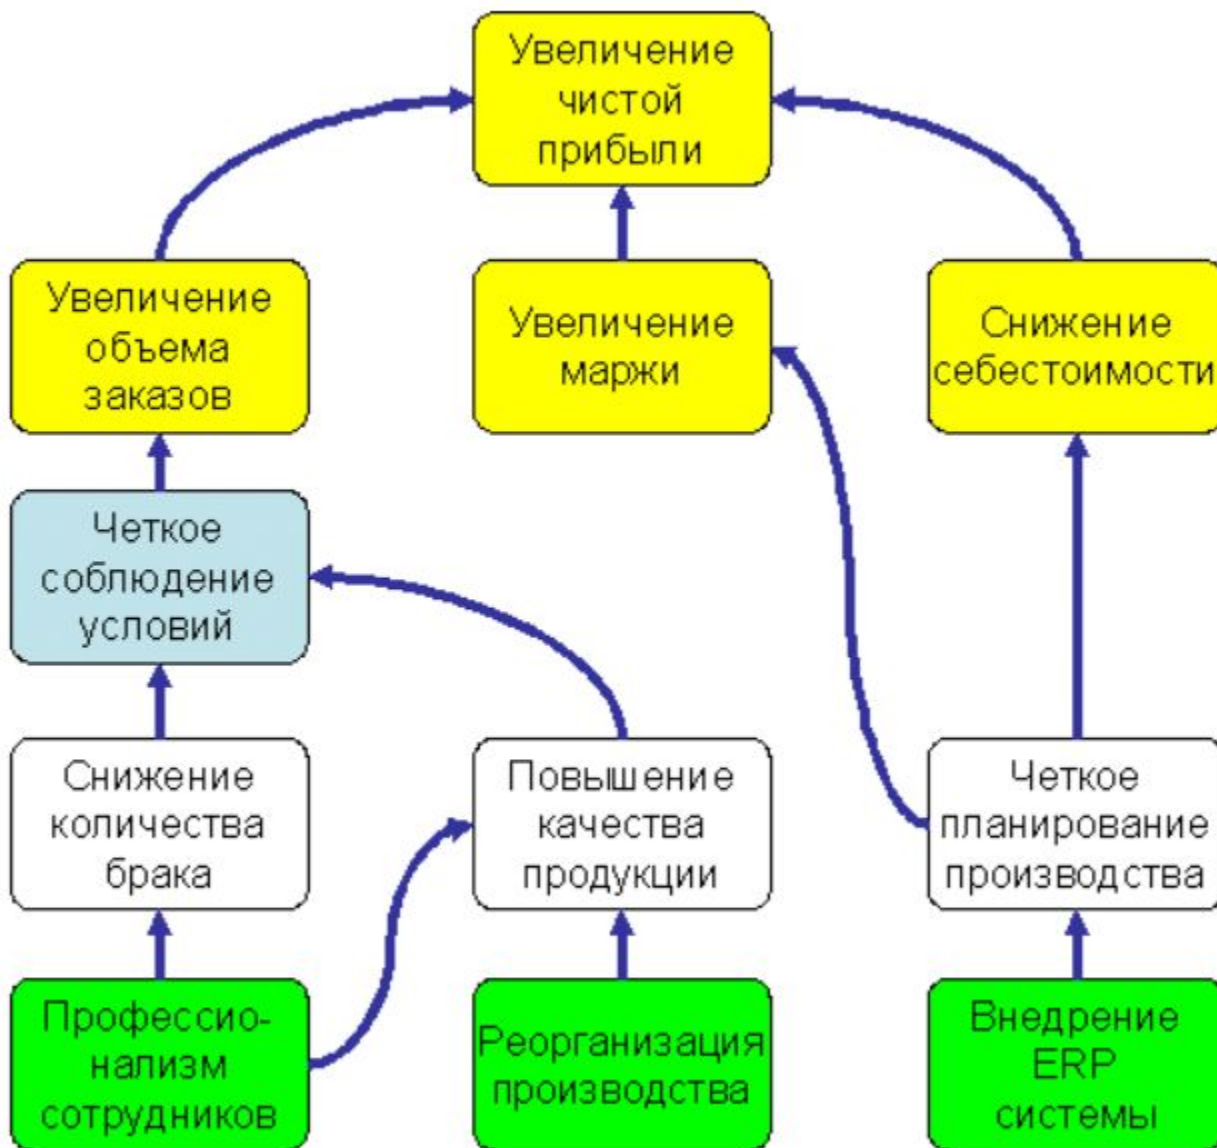 Увеличение
чистой
прибыли
Увеличение
объема
заказов
Увеличение
маржи
Снижение
себестоимости
Четкое
соблюдение
условий
Снижение
количества
брака
Повышение
качества
продукции
Четкое
планирование
производства
Профессио-
нализм
сотрудников
Реорганизация
производства
Внедрение
ERP
системы